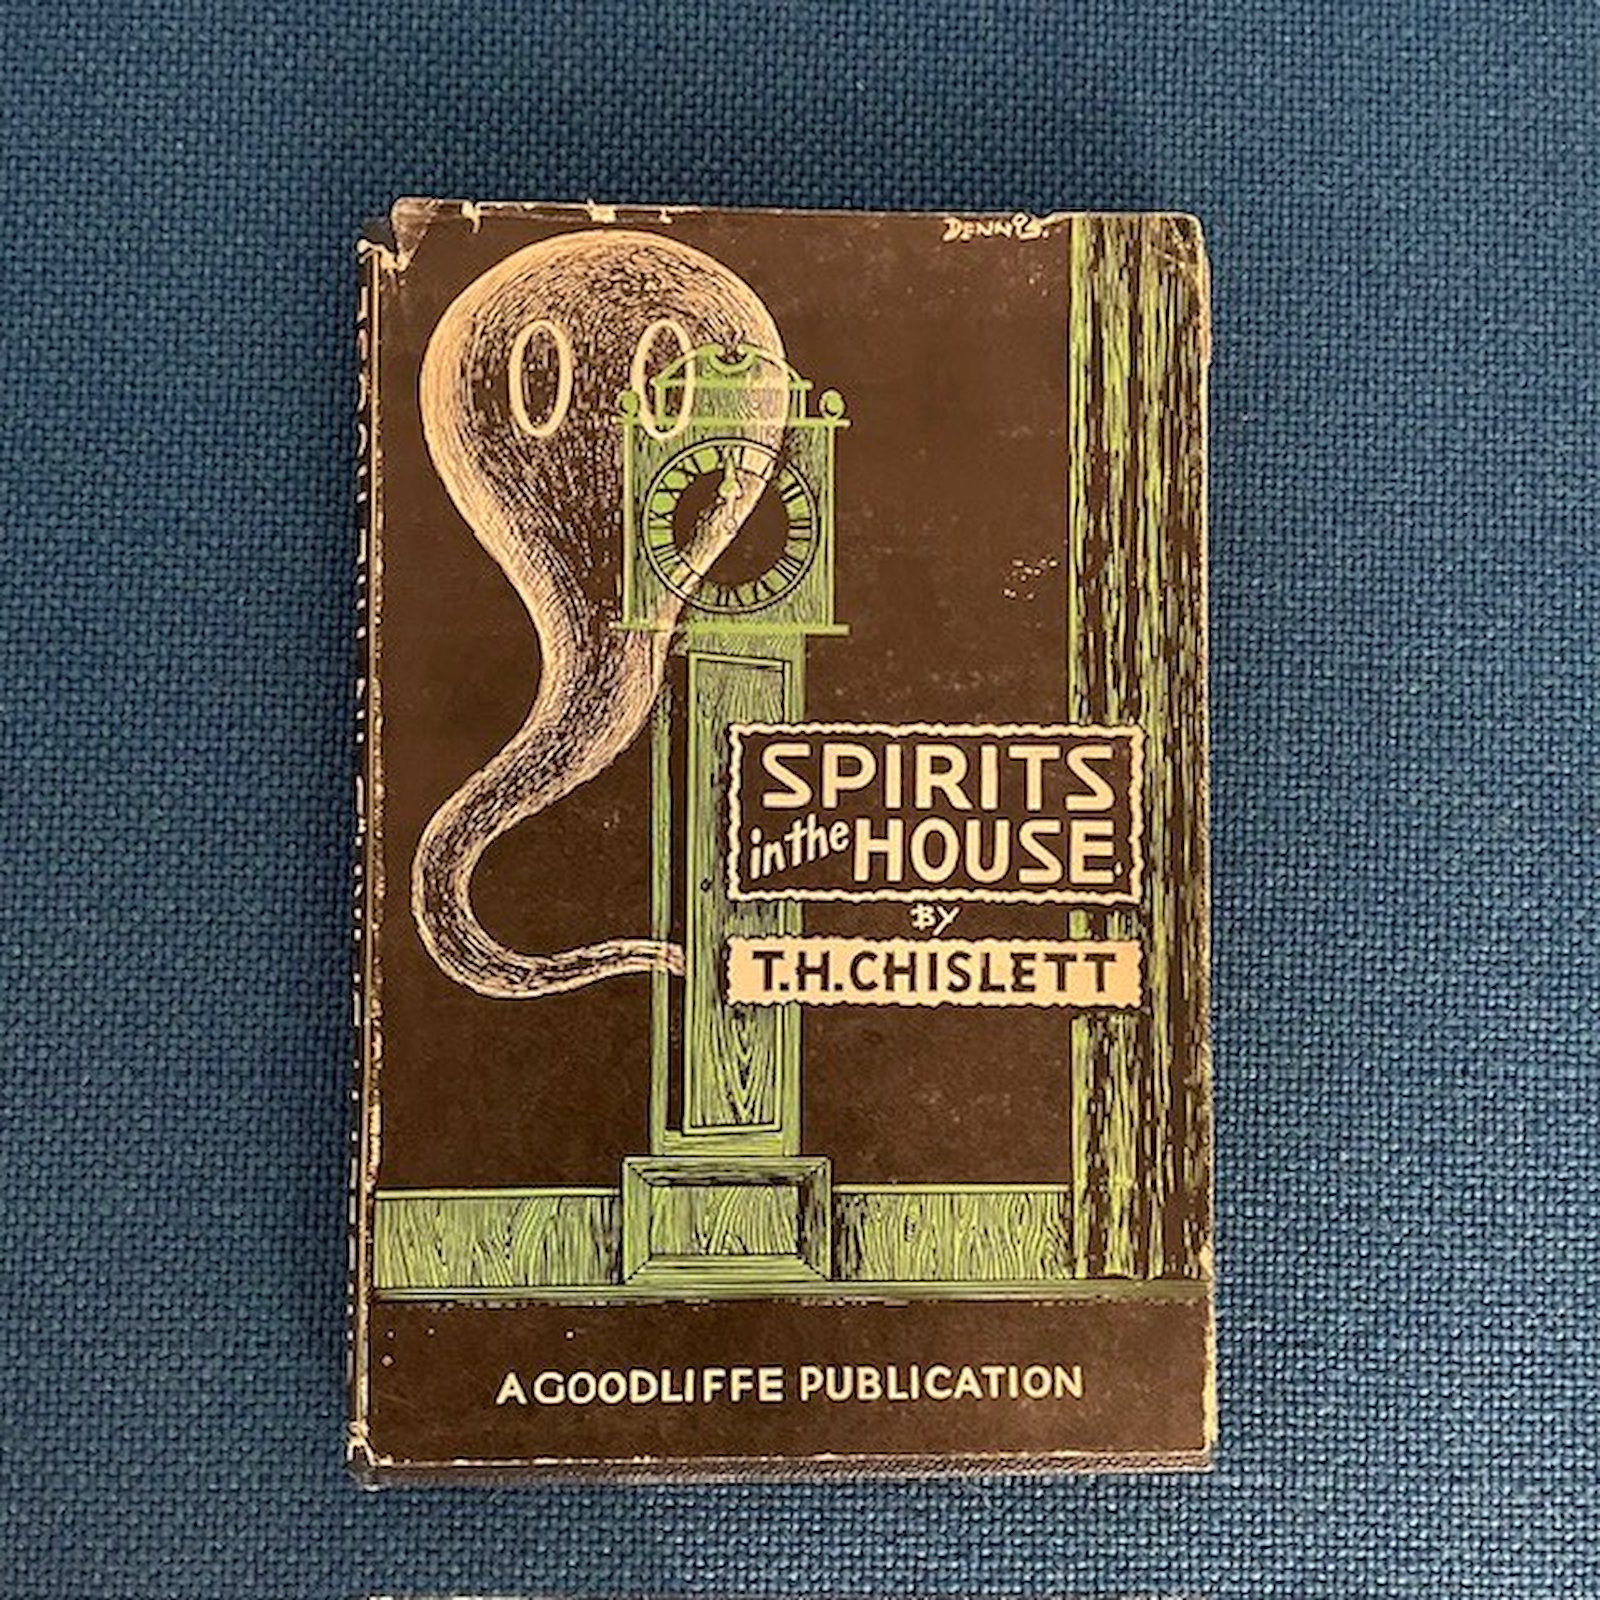 DENNIS.
SPIRITS
in the HOUSE.
BY
T.H.CHISLETT
A GOODLIFFE PUBLICATION